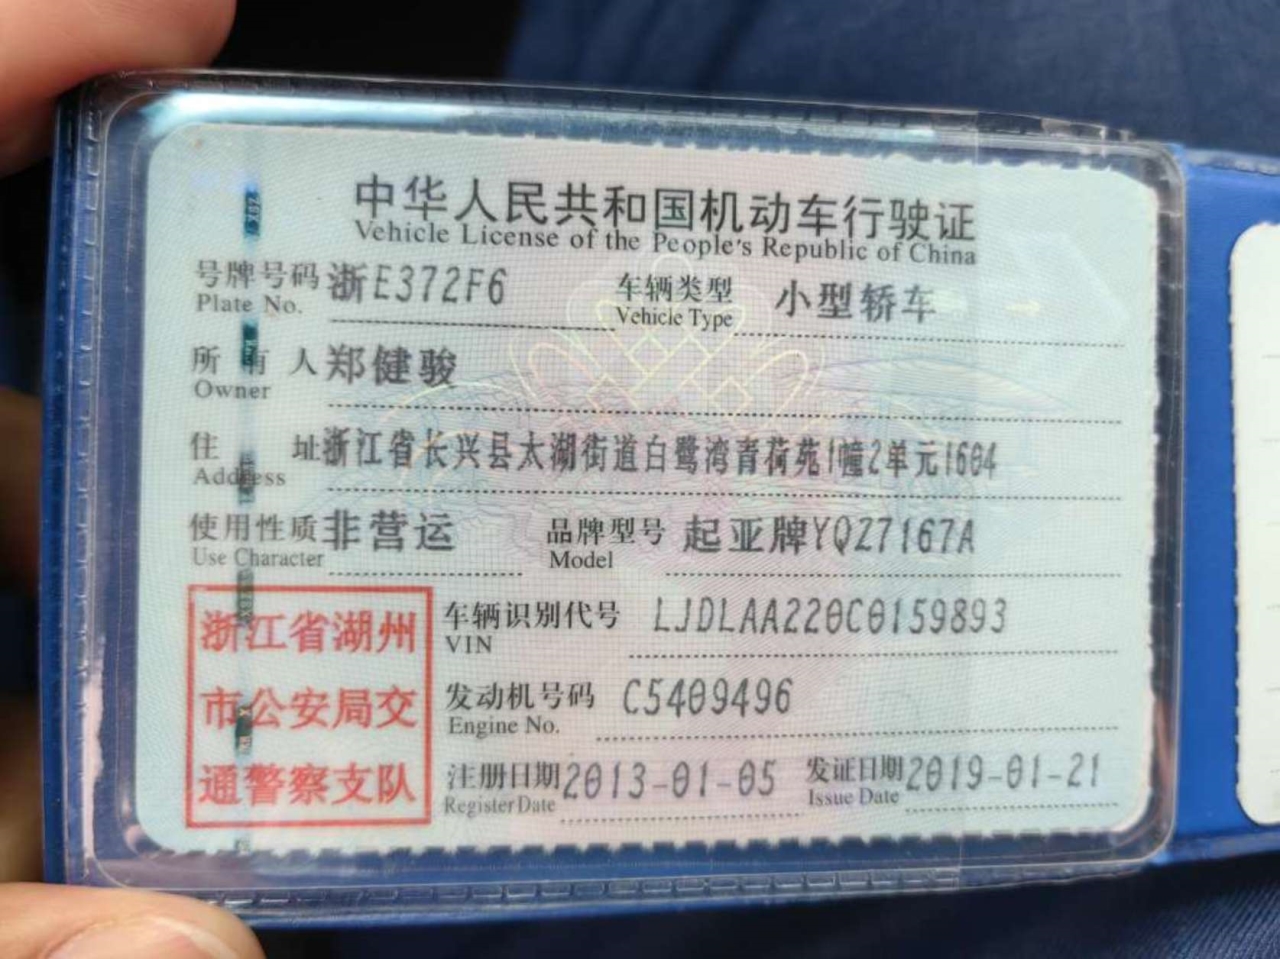 中华人民共和国机动车行驶证
Vehicle License of the People's Republic of China
号牌号码 浙E372F6 车辆类型 小型轿车
Plate No. Vehicle Type
所有人 郑健骏
Owner
住址 浙江省长兴县太湖街道白鹭湾青荷苑1幢2单元1604
Address
使用性质 非营运 品牌型号 起亚牌YQZ7167A
Use Character Model
浙江省湖州
市公安局交
通警察支队
车辆识别代号 LJDLAA220C0159893
VIN
发动机号码 C5409496
Engine No.
注册日期 2013-01-05 发证日期 2019-01-21
Register Date Issue Date